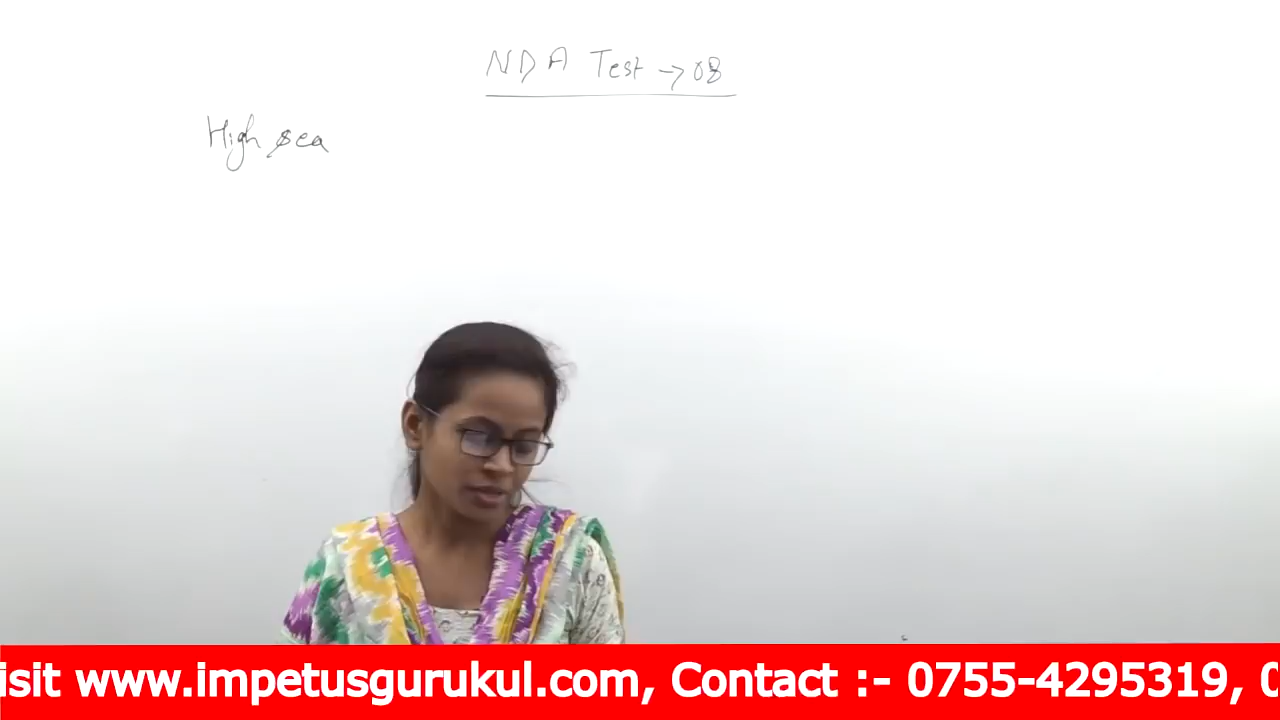 NDA Test → 08
High sea
isit www.impetusgurukul.com, Contact :- 0755-4295319, 0